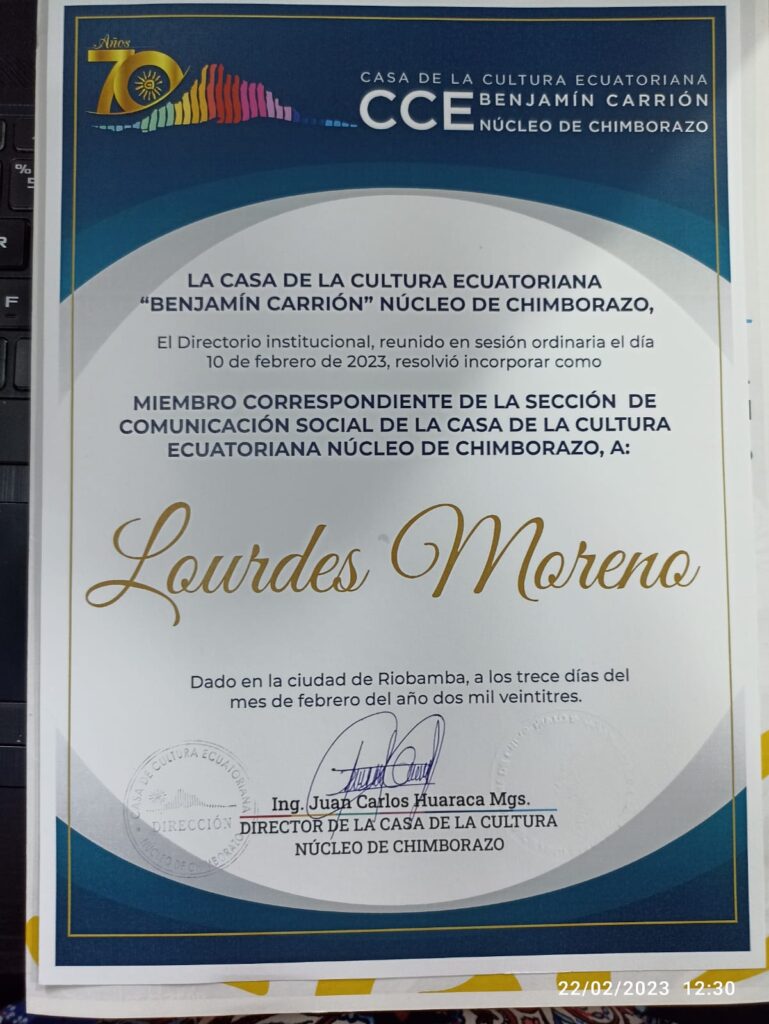 Años
70
CASA DE LA CULTURA ECUATORIANA
CCE BENJAMÍN CARRIÓN
NÚCLEO DE CHIMBORAZO
LA CASA DE LA CULTURA ECUATORIANA
“BENJAMÍN CARRIÓN” NÚCLEO DE CHIMBORAZO,
El Directorio institucional, reunido en sesión ordinaria el día
10 de febrero de 2023, resolvió incorporar como
MIEMBRO CORRESPONDIENTE DE LA SECCIÓN DE
COMUNICACIÓN SOCIAL DE LA CASA DE LA CULTURA
ECUATORIANA NÚCLEO DE CHIMBORAZO, A:
Lourdes Moreno
Dado en la ciudad de Riobamba, a los trece días del
mes de febrero del año dos mil veintitres.
CASA DE CULTURA ECUATORIANA
DIRECCIÓN
NÚCLEO DE CHIMBORAZO
Ing. Juan Carlos Huaraca Mgs.
DIRECTOR DE LA CASA DE LA CULTURA
NÚCLEO DE CHIMBORAZO
%
5
R
F
22/02/2023 12:30